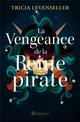 TRICIA LEVENSELLER
La
Vengeance
de la
Reine
pirate